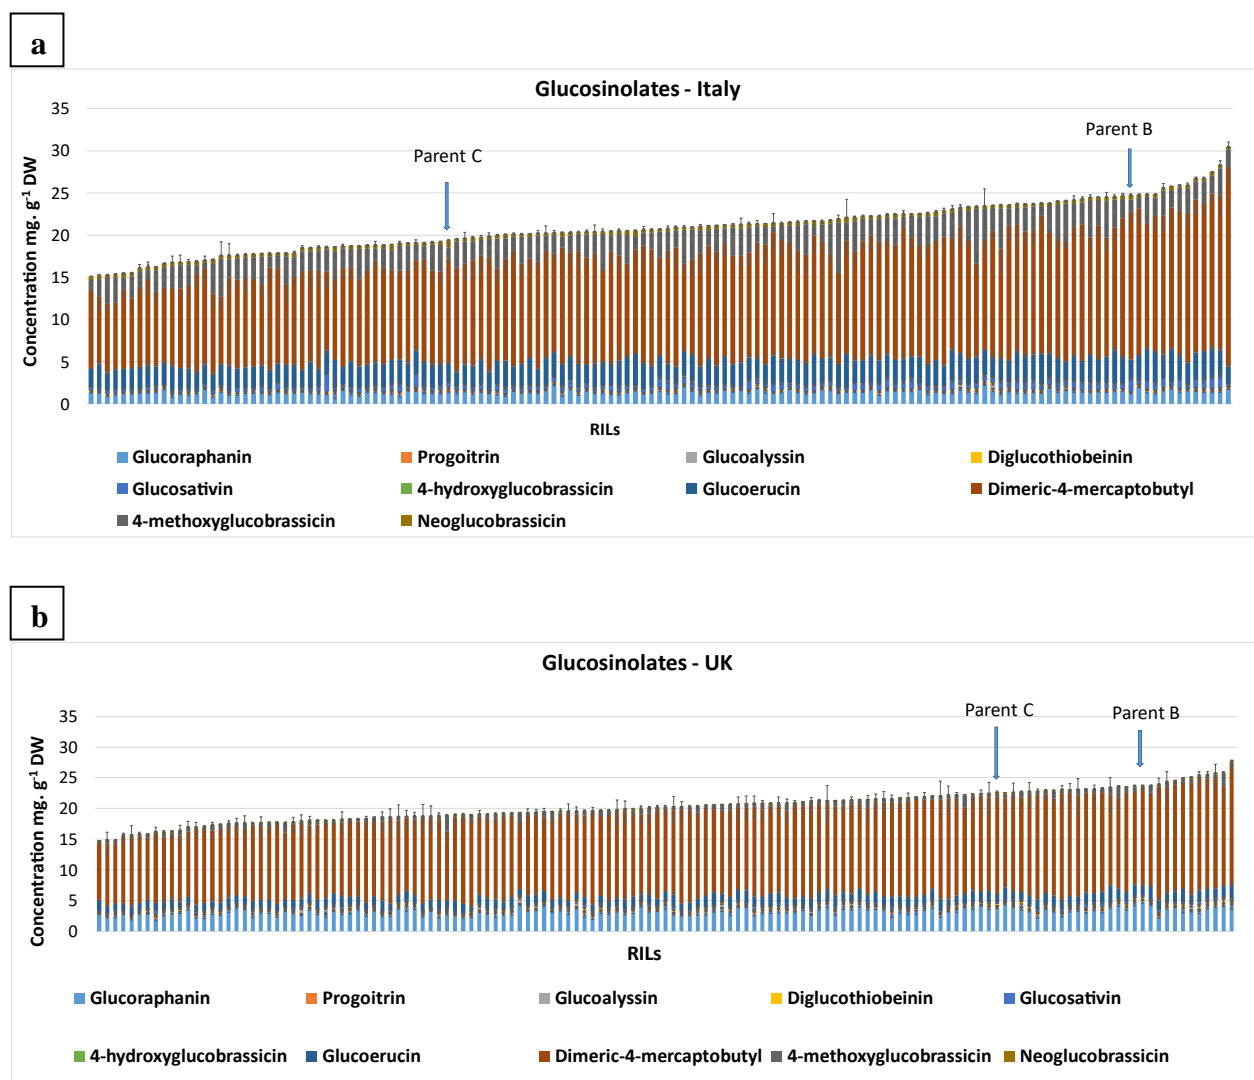 a
Glucosinolates - Italy
Concentration mg. g⁻¹ DW
35
30
25
20
15
10
5
0
Parent C
Parent B
RILs
Glucoraphanin Progoitrin Glucoalyssin Diglucothiobeinin
Glucosativin 4-hydroxyglucobrassicin Glucoerucin Dimeric-4-mercaptobutyl
4-methoxyglucobrassicin Neoglucobrassicin
b
Glucosinolates - UK
Concentration mg. g⁻¹ DW
35
30
25
20
15
10
5
0
Parent C
Parent B
RILs
Glucoraphanin Progoitrin Glucoalyssin Diglucothiobeinin Glucosativin
4-hydroxyglucobrassicin Glucoerucin Dimeric-4-mercaptobutyl 4-methoxyglucobrassicin Neoglucobrassicin